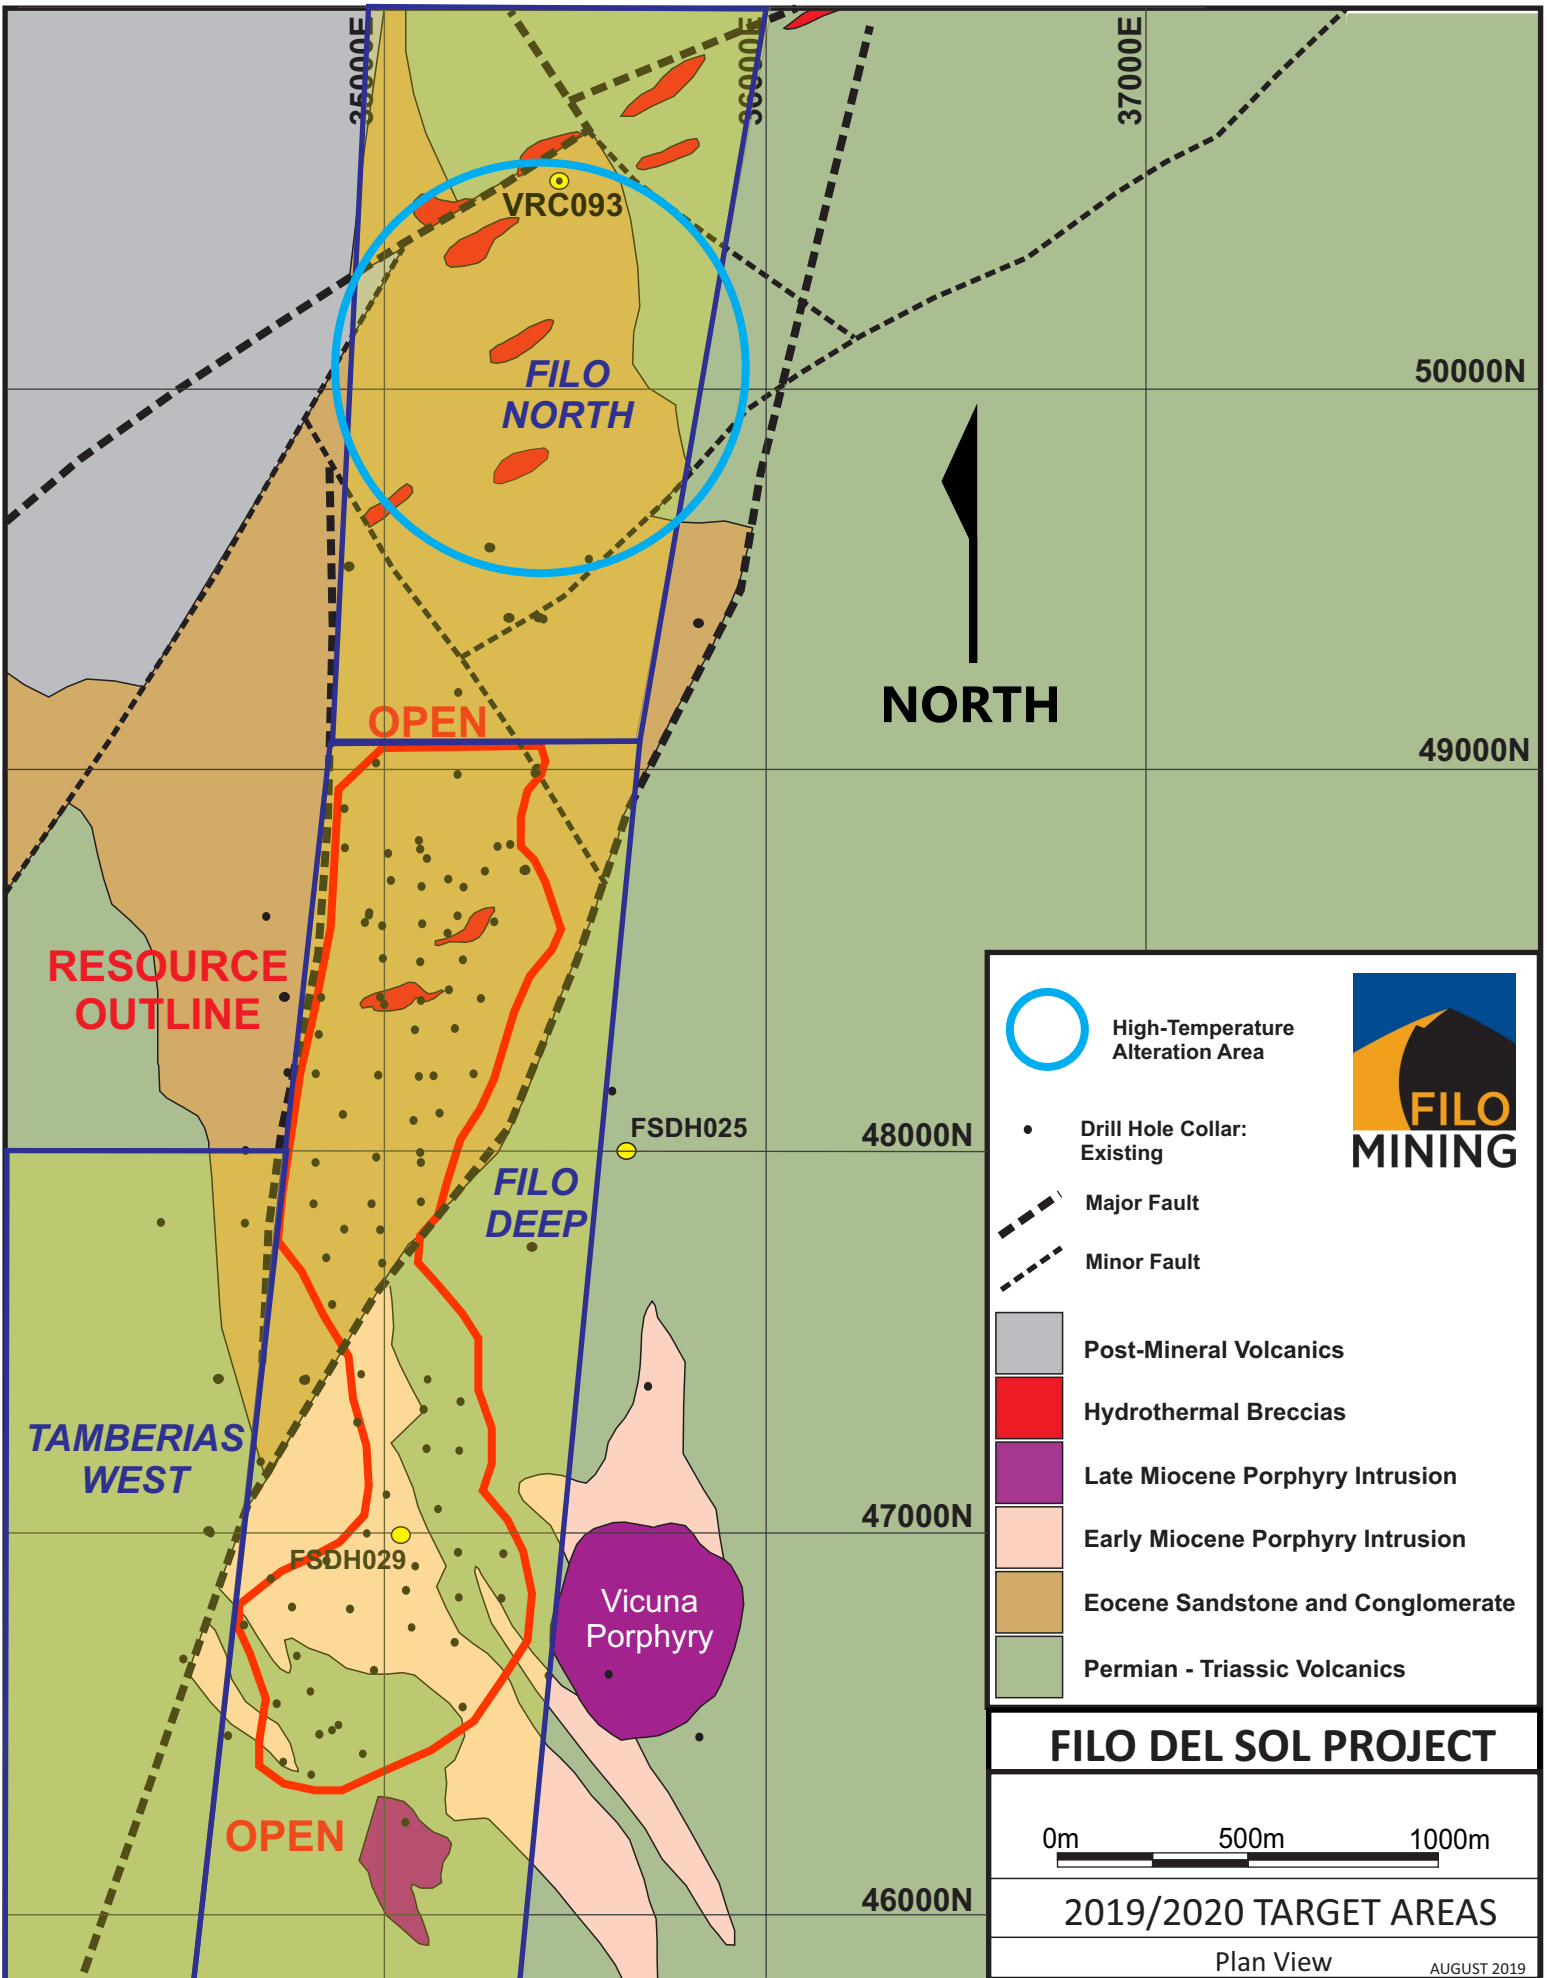 35000E
36000E
37000E
VRC093
FILO
NORTH
50000N
NORTH
OPEN
49000N
RESOURCE
OUTLINE
FSDH025
48000N
FILO
DEEP
TAMBERIAS
WEST
47000N
FSDH029
Vicuna
Porphyry
OPEN
46000N
High-Temperature
Alteration Area
FILO
MINING
Drill Hole Collar:
Existing
Major Fault
Minor Fault
Post-Mineral Volcanics
Hydrothermal Breccias
Late Miocene Porphyry Intrusion
Early Miocene Porphyry Intrusion
Eocene Sandstone and Conglomerate
Permian - Triassic Volcanics
FILO DEL SOL PROJECT
0m 500m 1000m
2019/2020 TARGET AREAS
Plan View AUGUST 2019